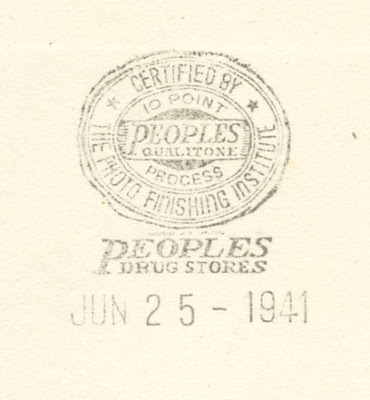 ★ CERTIFIED BY ★
THE PHOTO FINISHING INSTITUTE
10 POINT
PEOPLES
QUALITONE
PROCESS
PEOPLES
DRUG STORES
JUN 25 - 1941